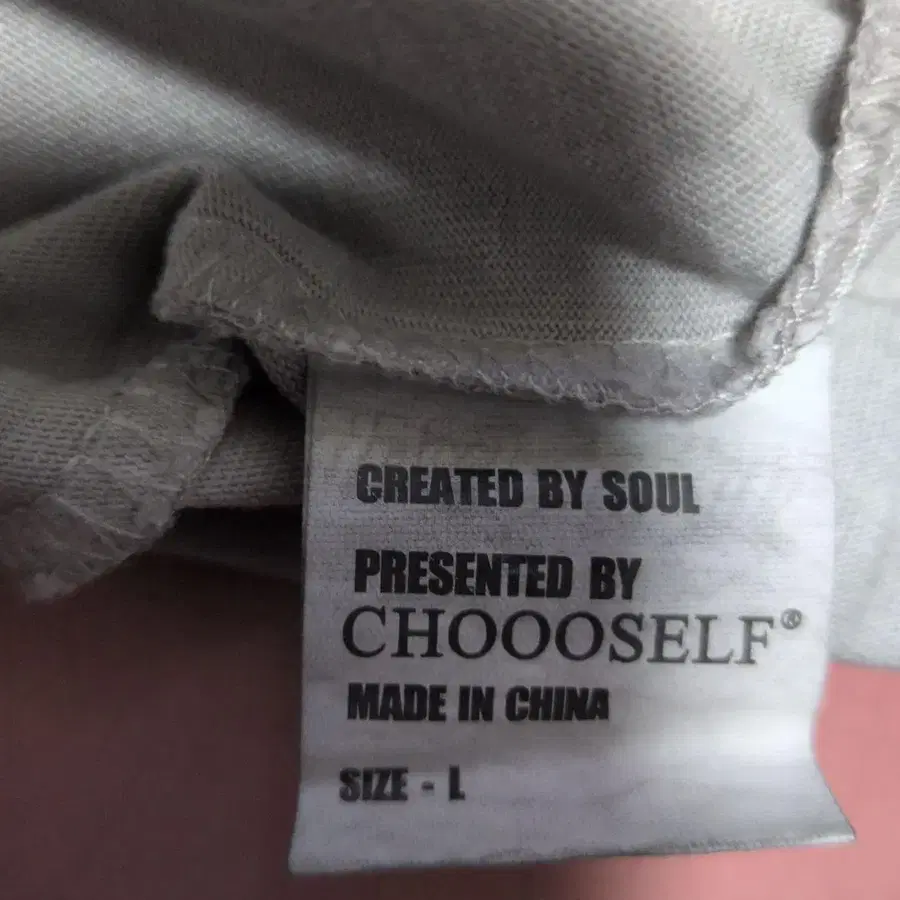 CREATED BY SOUL
PRESENTED BY
CHOOOSELF®
MADE IN CHINA
SIZE - L